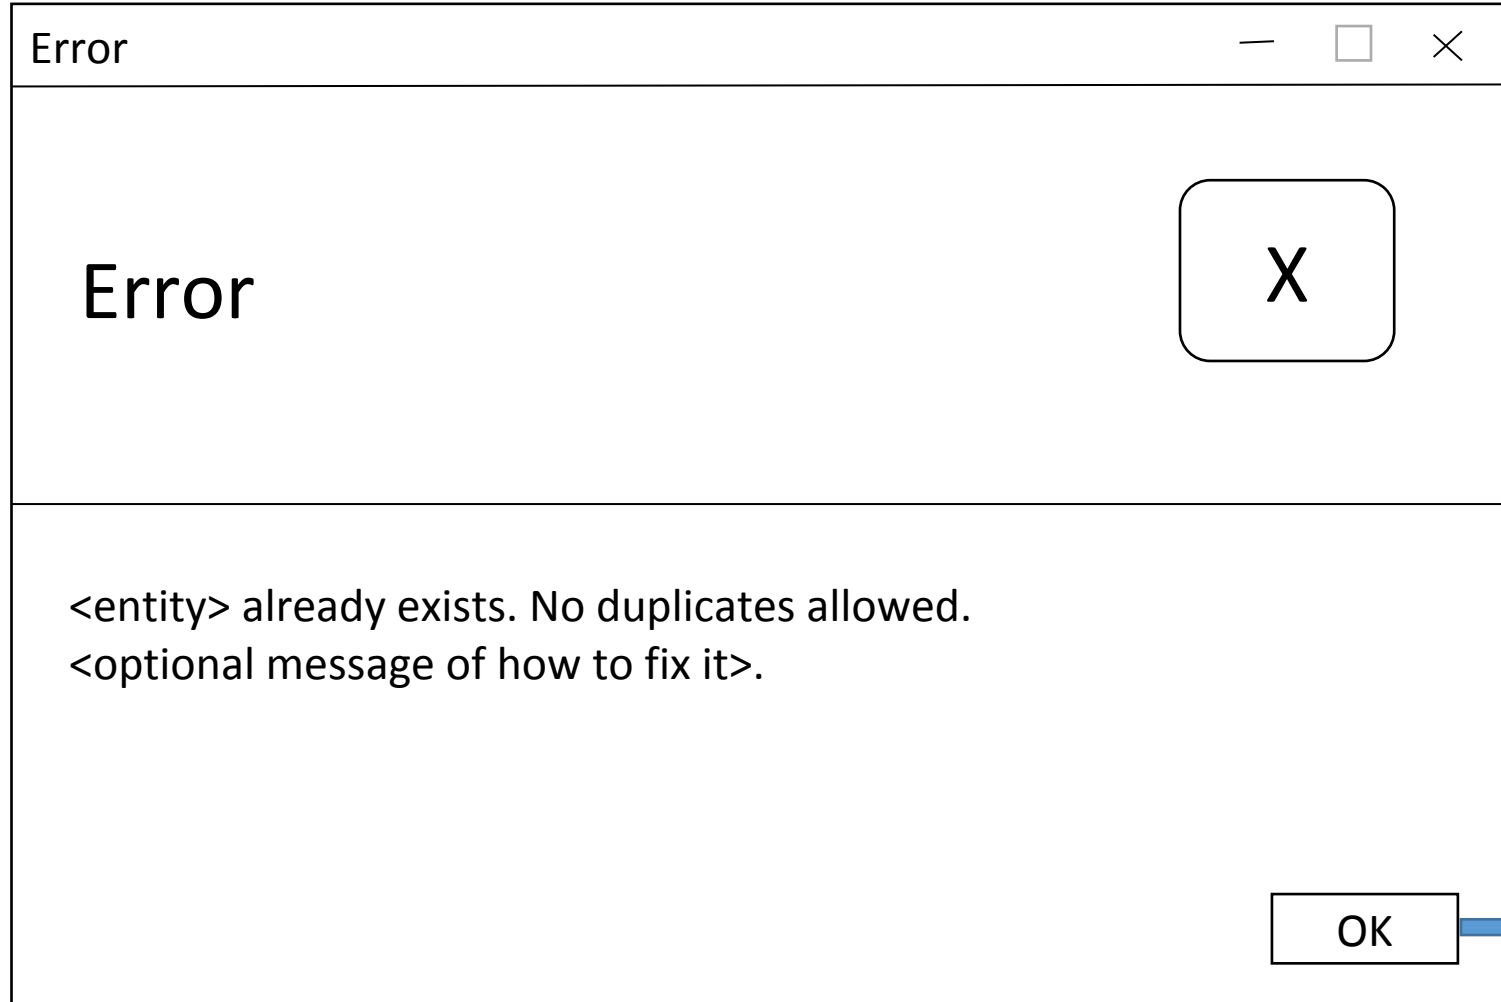 Error
Error
X
<entity> already exists. No duplicates allowed.
<optional message of how to fix it>.
OK